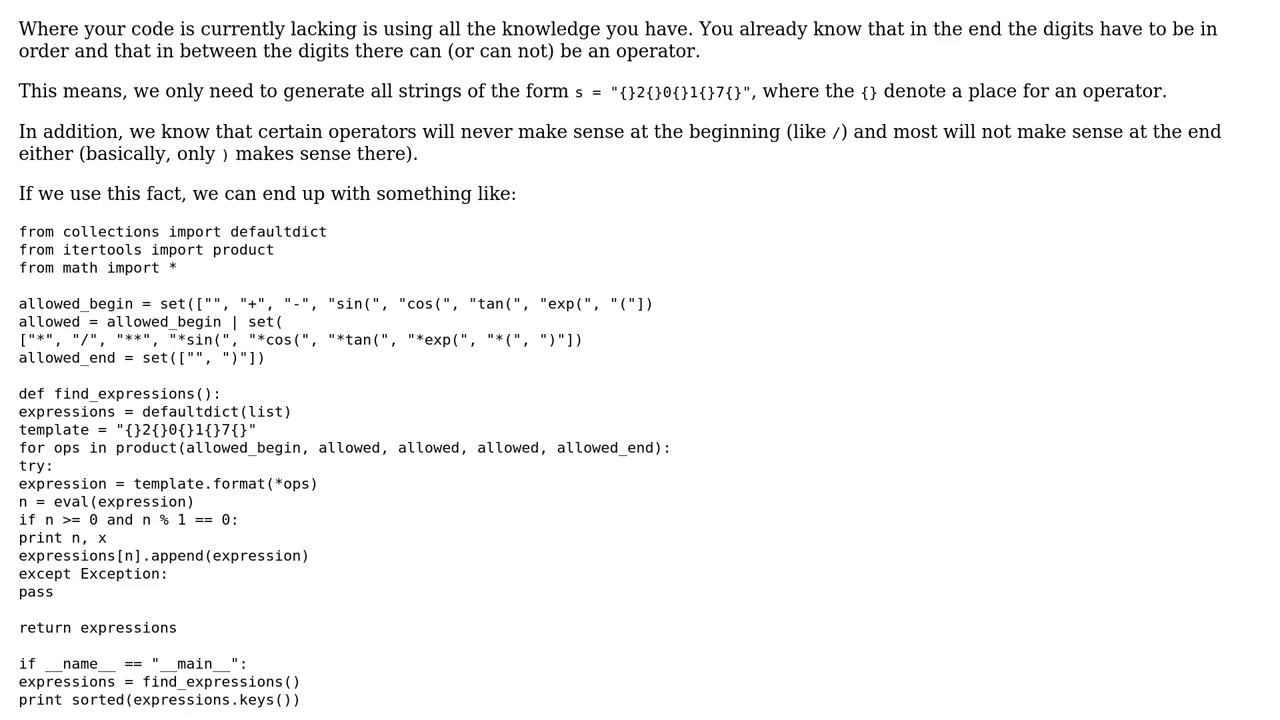 Where your code is currently lacking is using all the knowledge you have. You already know that in the end the digits have to be in
order and that in between the digits there can (or can not) be an operator.
This means, we only need to generate all strings of the form s = "{}2{}0{}1{}7{}", where the {} denote a place for an operator.
In addition, we know that certain operators will never make sense at the beginning (like /) and most will not make sense at the end
either (basically, only ) makes sense there).
If we use this fact, we can end up with something like:
from collections import defaultdict
from itertools import product
from math import *
allowed_begin = set(["", "+", "-", "sin(", "cos(", "tan(", "exp(", "("])
allowed = allowed_begin | set(
["*", "/", "**", "*sin(", "*cos(", "*tan(", "*exp(", "*(", ")"])
allowed_end = set(["", ")"])
def find_expressions():
expressions = defaultdict(list)
template = "{}2{}0{}1{}7{}"
for ops in product(allowed_begin, allowed, allowed, allowed, allowed_end):
try:
expression = template.format(*ops)
n = eval(expression)
if n >= 0 and n % 1 == 0:
print n, x
expressions[n].append(expression)
except Exception:
pass
return expressions
if __name__ == "__main__":
expressions = find_expressions()
print sorted(expressions.keys())